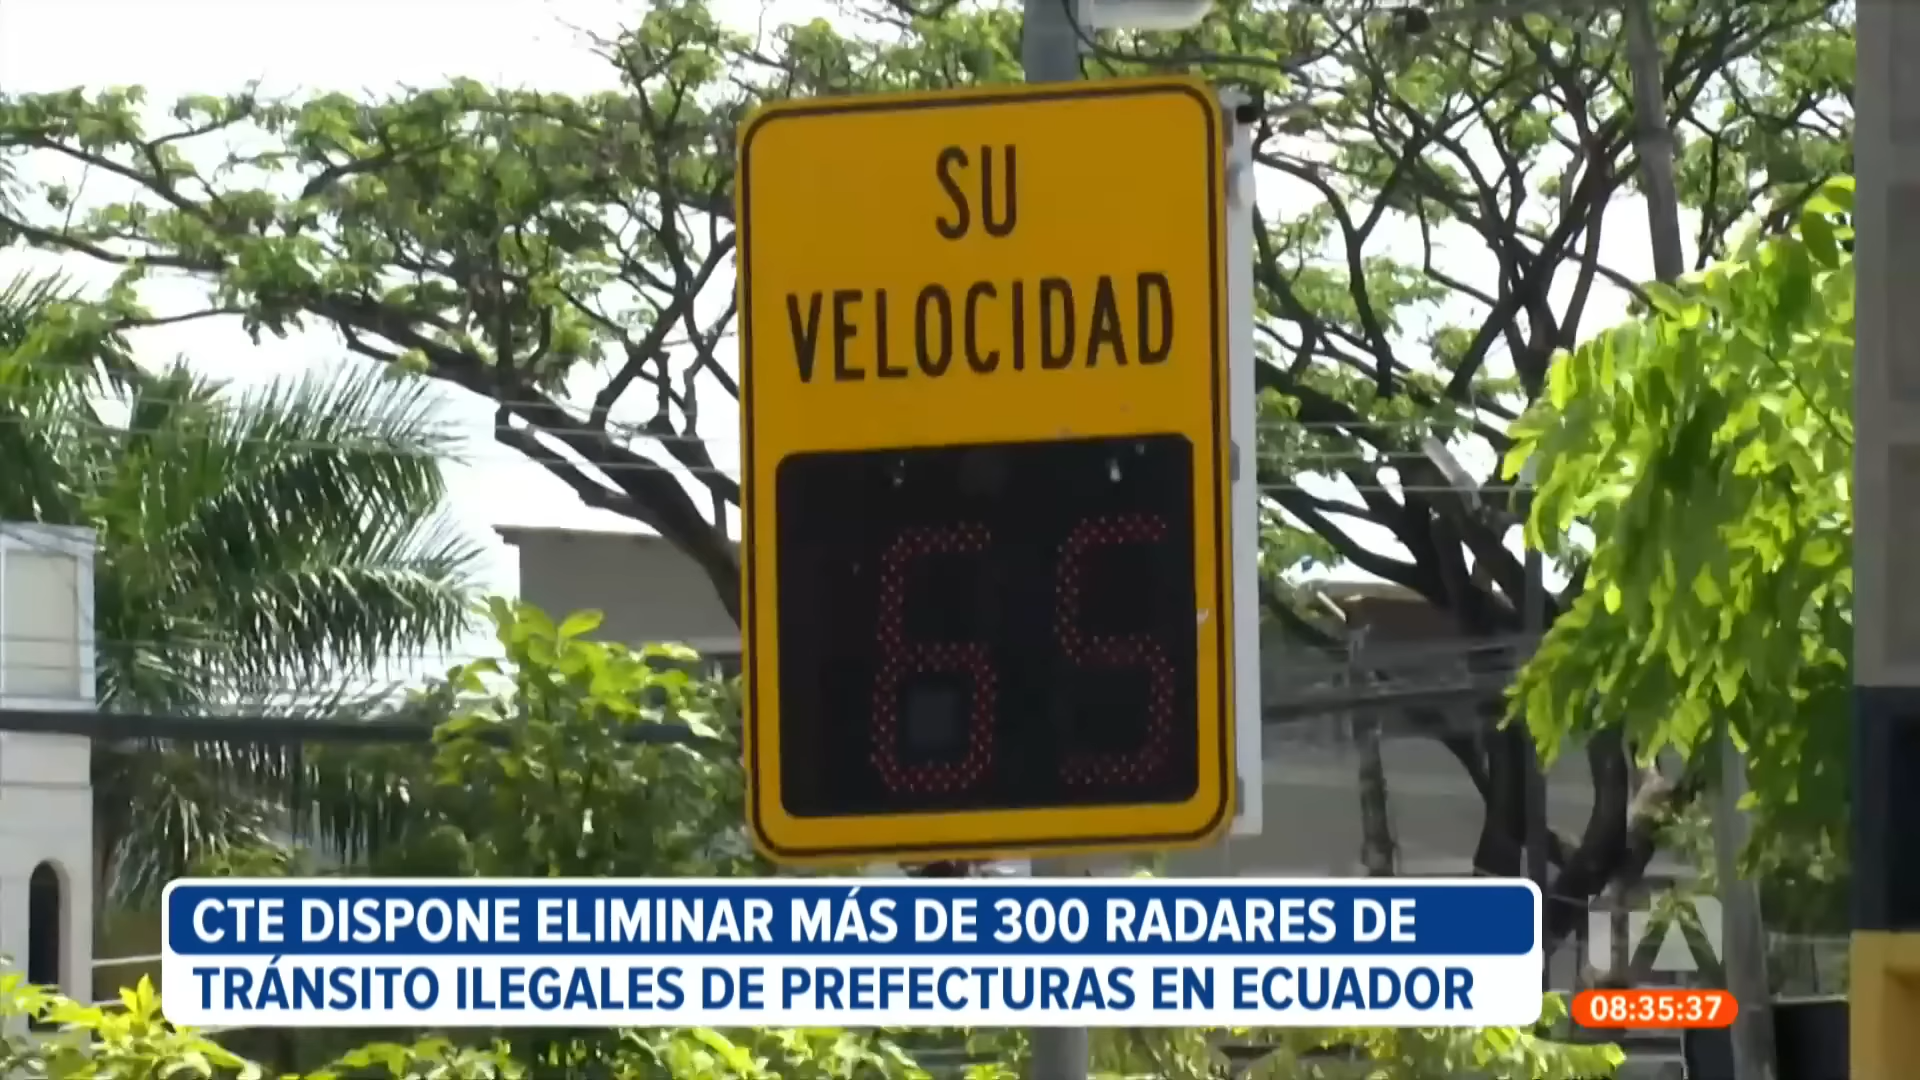 SU
VELOCIDAD
65
CTE DISPONE ELIMINAR MÁS DE 300 RADARES DE
TRÁNSITO ILEGALES DE PREFECTURAS EN ECUADOR
08:35:37